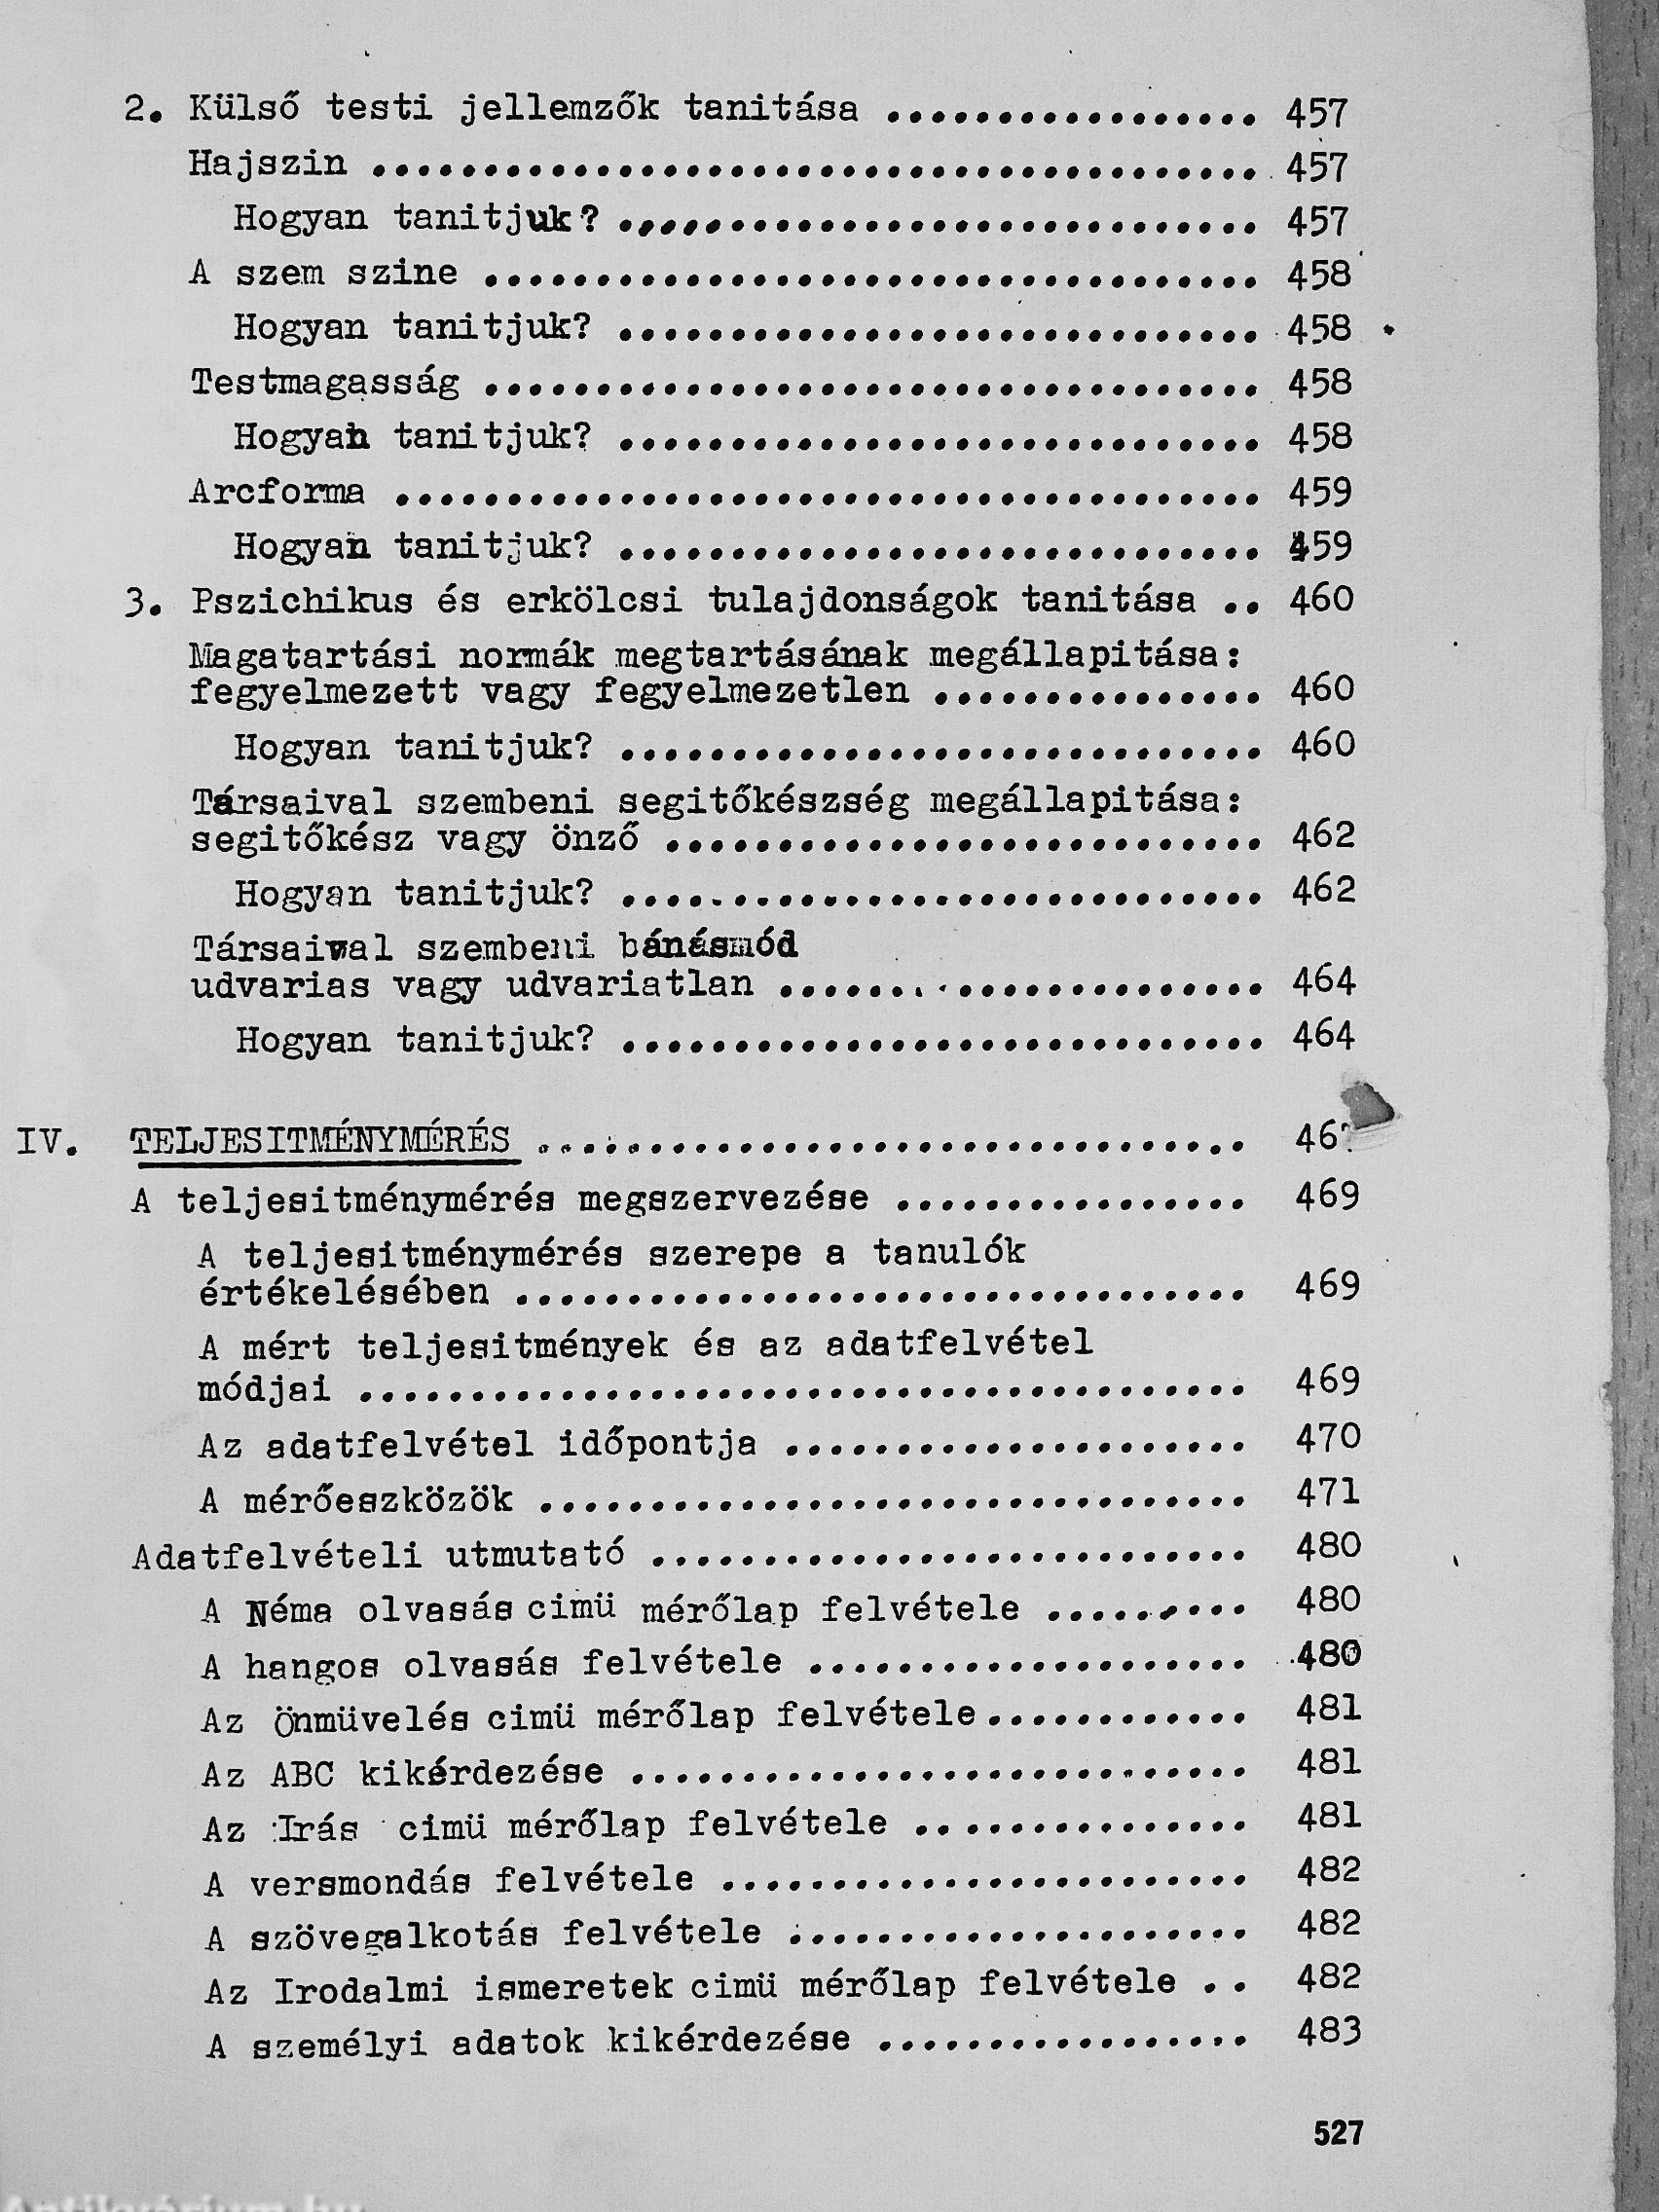 2. Külső testi jellemzők tanitása ................. 457
Hajszin ........................................ 457
Hogyan tanitjuk? ............................. 457
A szem szine ................................... 458
Hogyan tanitjuk? ............................. 458
Testmagasság ................................... 458
Hogyan tanitjuk? ............................. 458
Arcforma ....................................... 459
Hogyan tanitjuk? ............................. 459
3. Pszichikus és erkölcsi tulajdonságok tanitása .. 460
Magatartási normák megtartásának megállapitása:
fegyelmezett vagy fegyelmezetlen ............... 460
Hogyan tanitjuk? ............................. 460
Társaival szembeni segitőkészség megállapitása:
segitőkész vagy önző ........................... 462
Hogyan tanitjuk? ............................. 462
Társaival szembeni bánásmód
udvarias vagy udvariatlan ...................... 464
Hogyan tanitjuk? ............................. 464
IV. TELJESITMÉNYMÉRÉS ................................
A teljesitménymérés megszervezése ................ 469
A teljesitménymérés szerepe a tanulók
értékelésében ................................. 469
A mért teljesitmények és az adatfelvétel
módjai ........................................ 469
Az adatfelvétel időpontja ..................... 470
A mérőeszközök ................................ 471
Adatfelvételi utmutató ........................... 480
A Néma olvasás cimü mérőlap felvétele ......... 480
A hangos olvasás felvétele .................... 480
Az Önmüvelés cimü mérőlap felvétele............ 481
Az ABC kikérdezése ............................ 481
Az Irás cimü mérőlap felvétele ............... 481
A versmondás felvétele ........................ 482
A szövegalkotás felvétele ..................... 482
Az Irodalmi ismeretek cimü mérőlap felvétele .. 482
A személyi adatok kikérdezése ................. 483
527